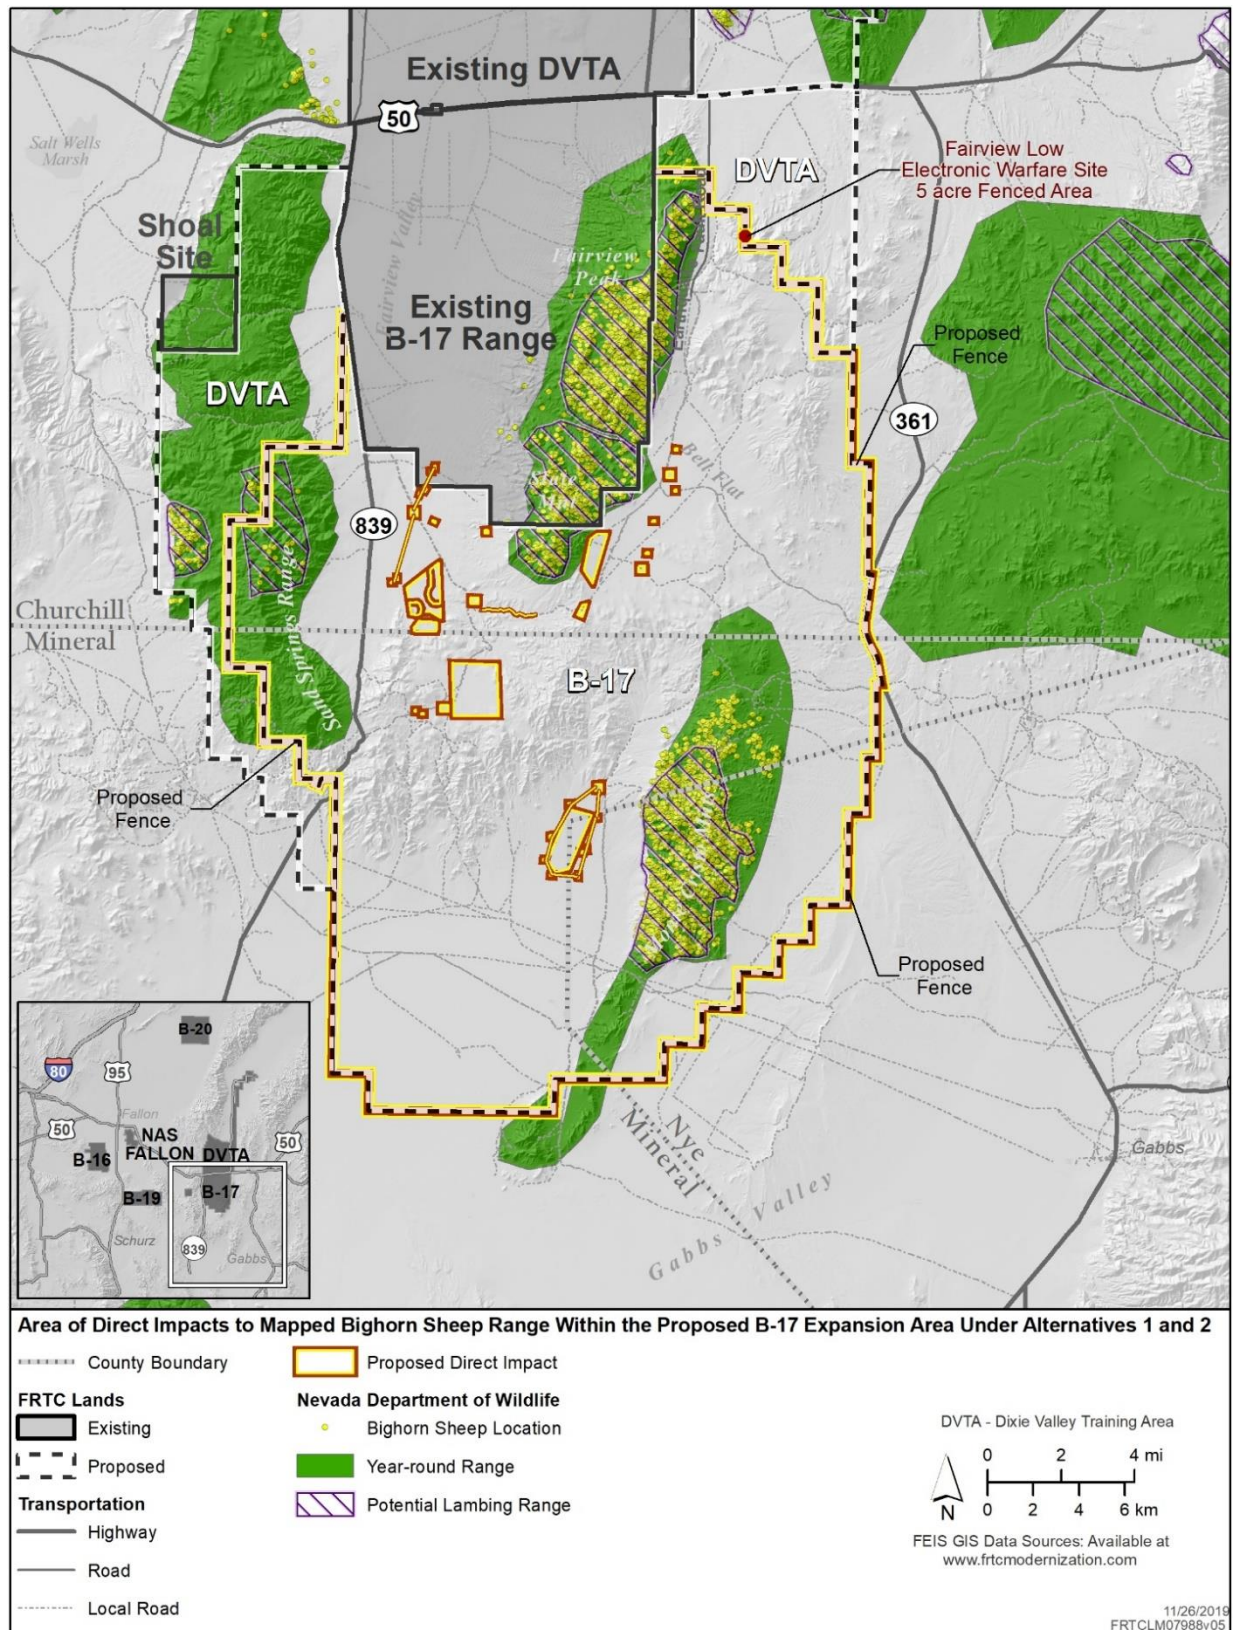 Existing DVTA
50
Salt Wells
Marsh
DVTA
Fairview Low
Electronic Warfare Site
5 acre Fenced Area
Shoal
Site
Fairview Valley
Fairview
Peak
Existing
B-17 Range
Proposed
Fence
DVTA
361
Bell Flat
Slate
Mtn
839
Sand Springs Range
Churchill
Mineral
B-17
Proposed
Fence
Proposed
Fence
Nye
Mineral
Gabbs
Gabbs Valley
B-20
80
95
Fallon
50
NAS
FALLON
DVTA
50
B-16
B-19
B-17
Schurz
839
Gabbs
Area of Direct Impacts to Mapped Bighorn Sheep Range Within the Proposed B-17 Expansion Area Under Alternatives 1 and 2
County Boundary
FRTC Lands
Existing
Proposed
Transportation
Highway
Road
Local Road
Proposed Direct Impact
Nevada Department of Wildlife
Bighorn Sheep Location
Year-round Range
Potential Lambing Range
DVTA - Dixie Valley Training Area
0 2 4 mi
0 2 4 6 km
N
FEIS GIS Data Sources: Available at
www.frtcmodernization.com
11/26/2019
FRTCLM07988v05